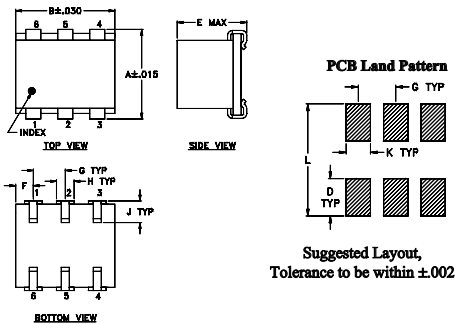 B±.030
6 5 4
A±.015
INDEX
1 2 3
TOP VIEW
E MAX
SIDE VIEW
PCB Land Pattern
G TYP
K TYP
L
D
TYP
Suggested Layout,
Tolerance to be within ±.002
G TYP
H TYP
F
1 2 3
J TYP
6 5 4
BOTTOM VIEW